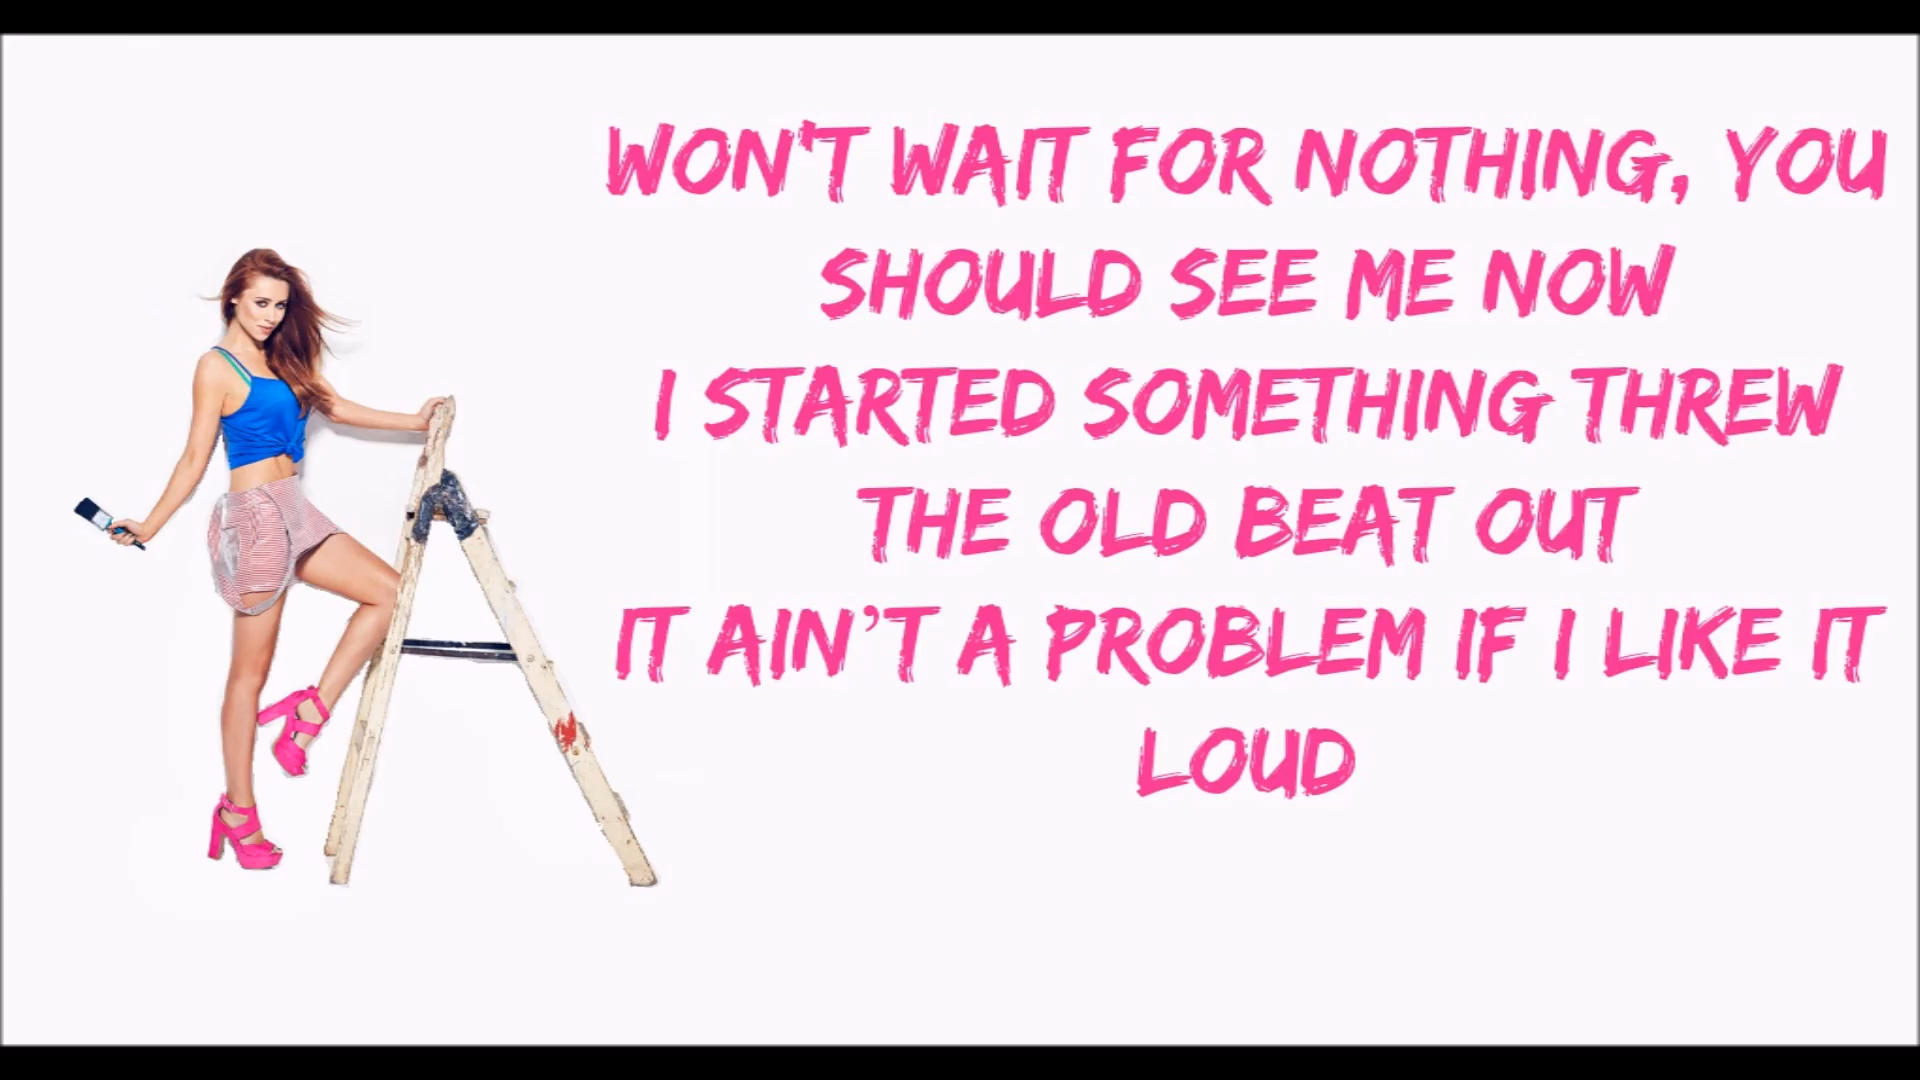 WON'T WAIT FOR NOTHING, YOU
SHOULD SEE ME NOW
I STARTED SOMETHING THREW
THE OLD BEAT OUT
IT AIN’T A PROBLEM IF I LIKE IT
LOUD